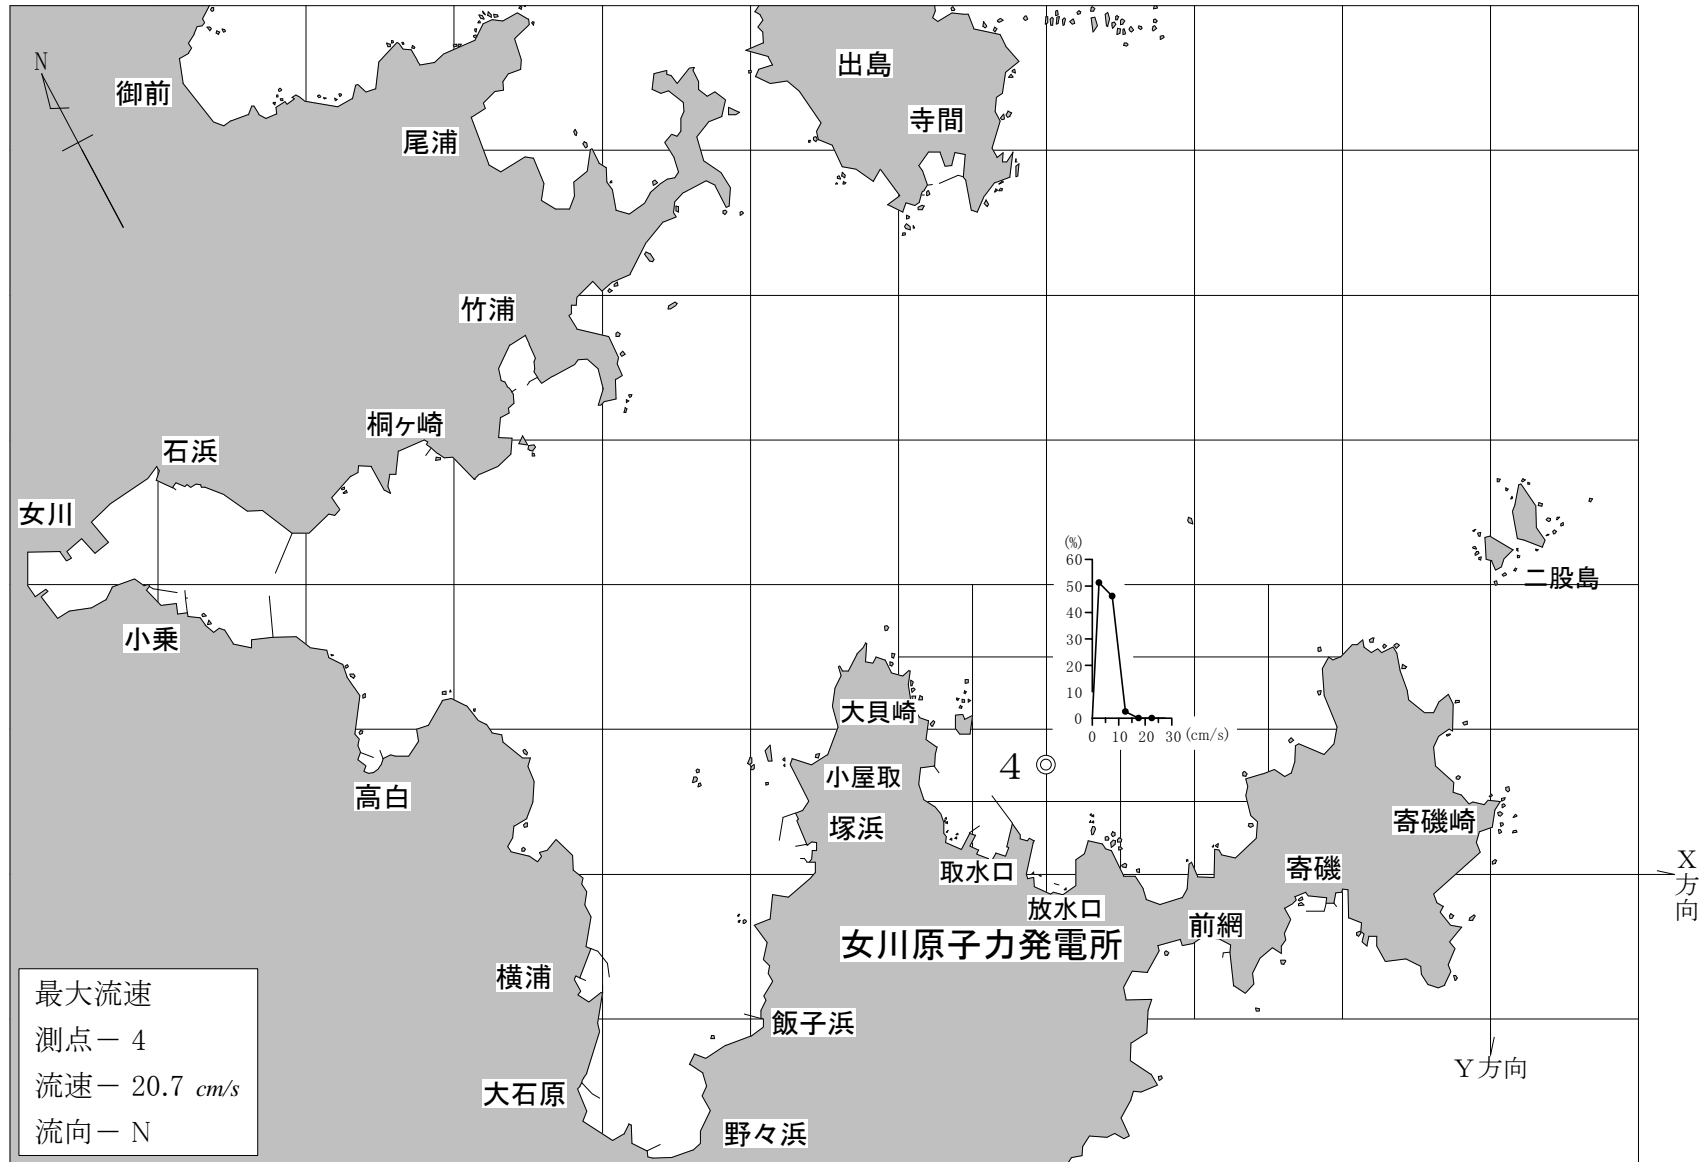 出島
N
御前
寺間
尾浦
竹浦
桐ヶ崎
石浜
女川
(%)
60
50
40
30
20
10
0
0 10 20 30 (cm/s)
二股島
小乗
大貝崎
4
小屋取
高白
塚浜
寄磯崎
取水口
寄磯
X方向
放水口
前網
女川原子力発電所
横浦
飯子浜
Y方向
大石原
野々浜
最大流速
測点－ 4
流速－ 20.7 cm/s
流向－ N